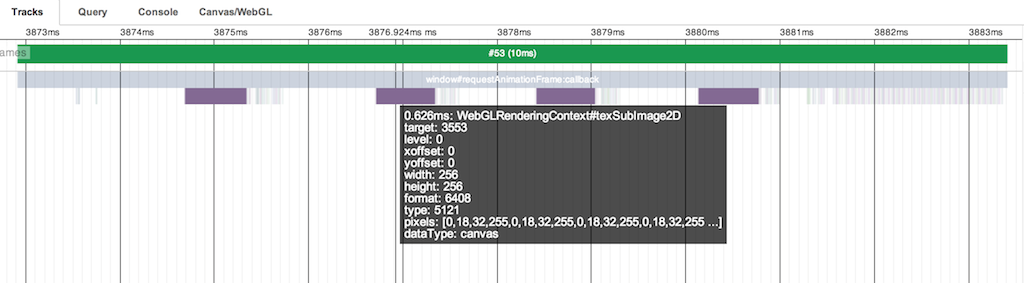 Tracks Query Console Canvas/WebGL
3873ms 3874ms 3875ms 3876ms 3876.924ms ms 3878ms 3879ms 3880ms 3881ms 3882ms 3883ms
ames #53 (10ms)
window#requestAnimationFrame:callback
0.626ms: WebGLRenderingContext#texSubImage2D
target: 3553
level: 0
xoffset: 0
yoffset: 0
width: 256
height: 256
format: 6408
type: 5121
pixels: [0,18,32,255,0,18,32,255,0,18,32,255,0,18,32,255 ...]
dataType: canvas